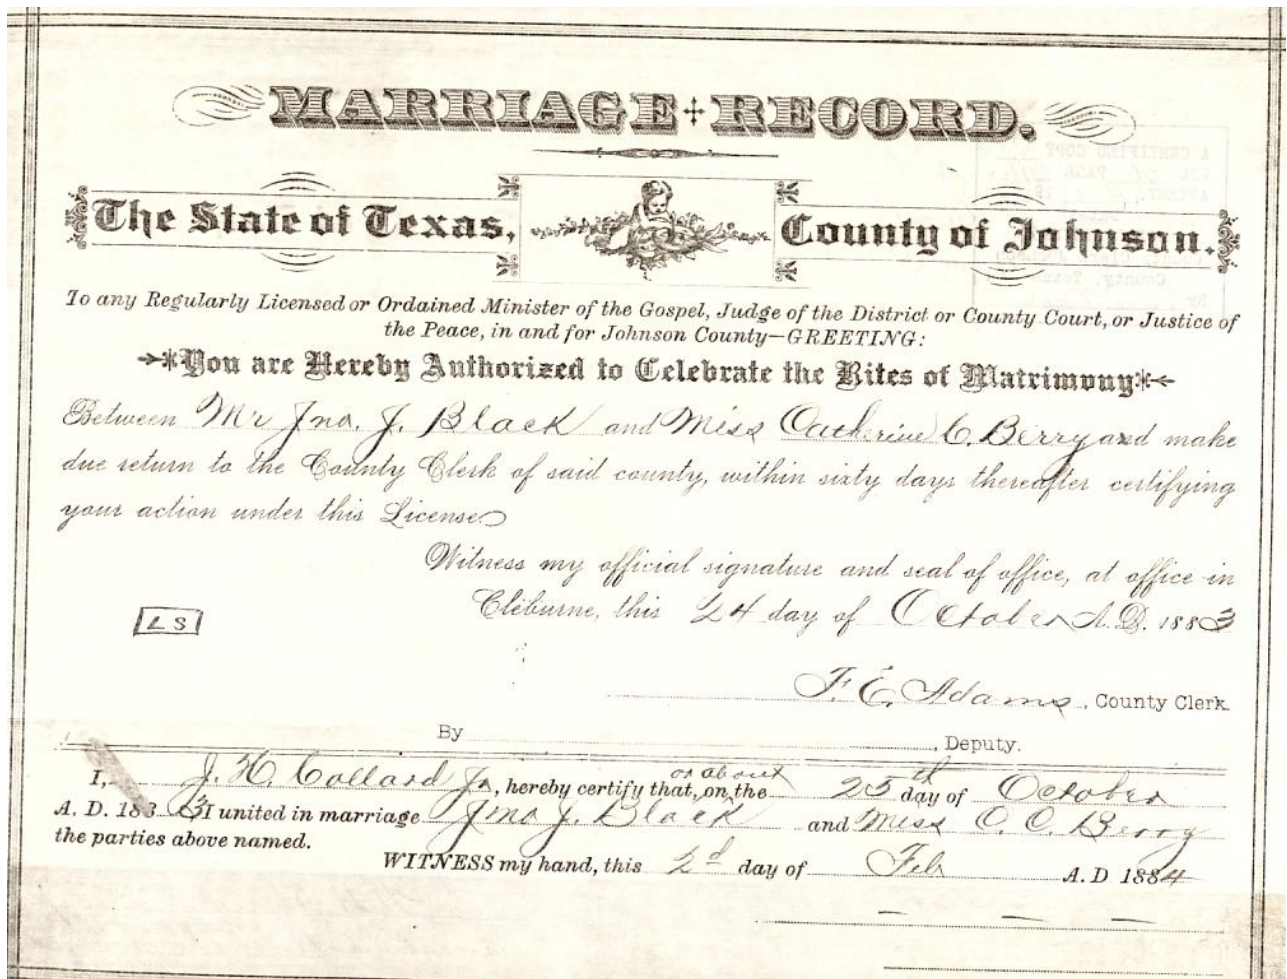 MARRIAGE RECORD.
The State of Texas, County of Johnson.
To any Regularly Licensed or Ordained Minister of the Gospel, Judge of the District or County Court, or Justice of
the Peace, in and for Johnson County—GREETING:
You are Hereby Authorized to Celebrate the Rites of Matrimony
Between Mr Jno. J. Black and Miss Catherine C. Berry and make
due return to the County Clerk of said county, within sixty days thereafter certifying
your action under this License
Witness my official signature and seal of office, at office in
Cleburne, this 24 day of October A. D. 1883
L S
F. E. Adams, County Clerk.
By , Deputy.
I, J. H. Collard Jr, hereby certify that, or about on the 25th day of October
A. D. 1883 I united in marriage Jno J. Black and Miss C. C. Berry
the parties above named.
WITNESS my hand, this 2d day of Feb A. D 1884